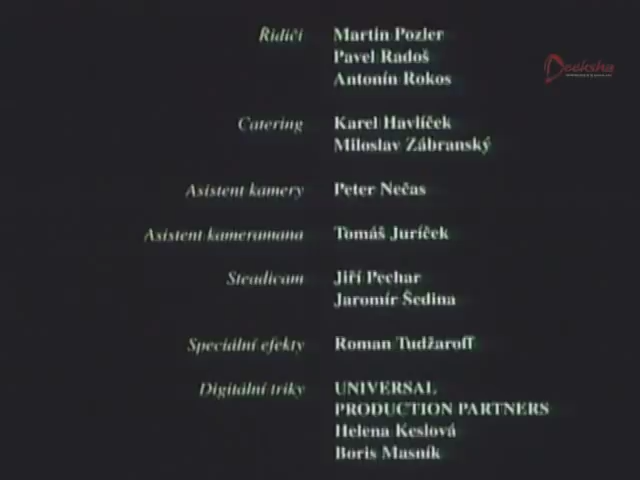 Řidiči Martin Pozler
Pavel Radoš
Antonín Rokos
Deeksha
Catering Karel Havlíček
Miloslav Zábranský
Asistent kamery Peter Nečas
Asistent kameramana Tomáš Juríček
Steadicam Jiří Pechar
Jaromír Šedina
Speciální efekty Roman Tudžaroff
Digitální triky UNIVERSAL
PRODUCTION PARTNERS
Helena Keslová
Boris Masník